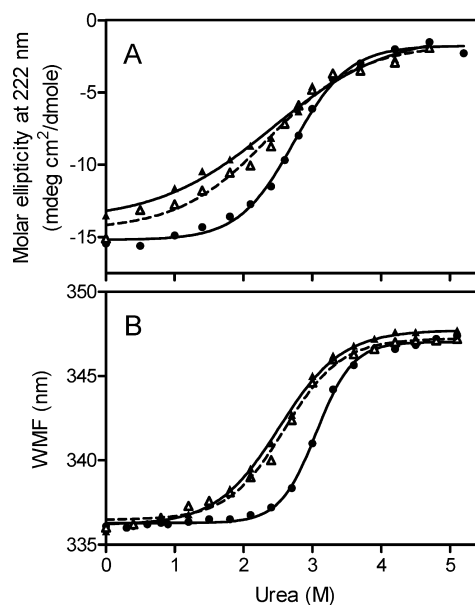 A
Molar ellipticity at 222 nm
(mdeg cm²/dmole)
0
-5
-10
-15
B
WMF (nm)
350
345
340
335
0 1 2 3 4 5
Urea (M)